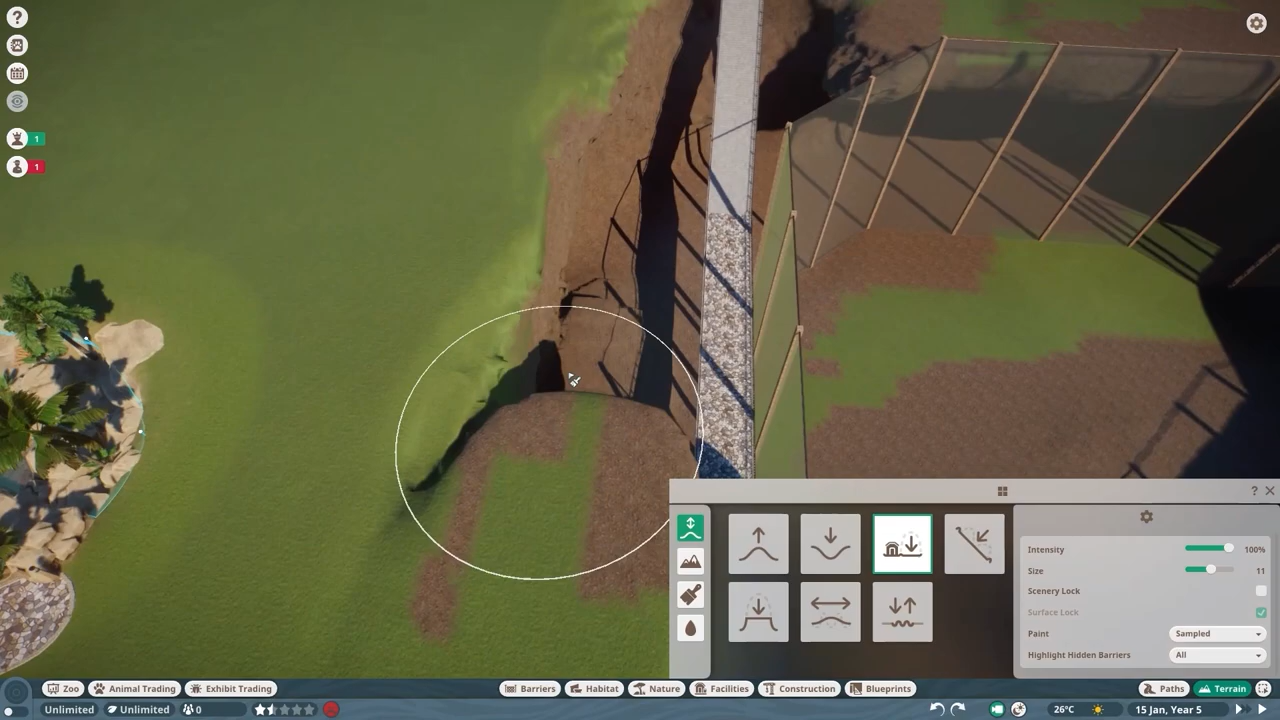 1
1
? 
Intensity 100%
Size 11
Scenery Lock
Surface Lock
Paint Sampled
Highlight Hidden Barriers All
Zoo Animal Trading Exhibit Trading Barriers Habitat Nature Facilities Construction Blueprints Paths Terrain
Unlimited Unlimited 0 26°C 15 Jan, Year 5